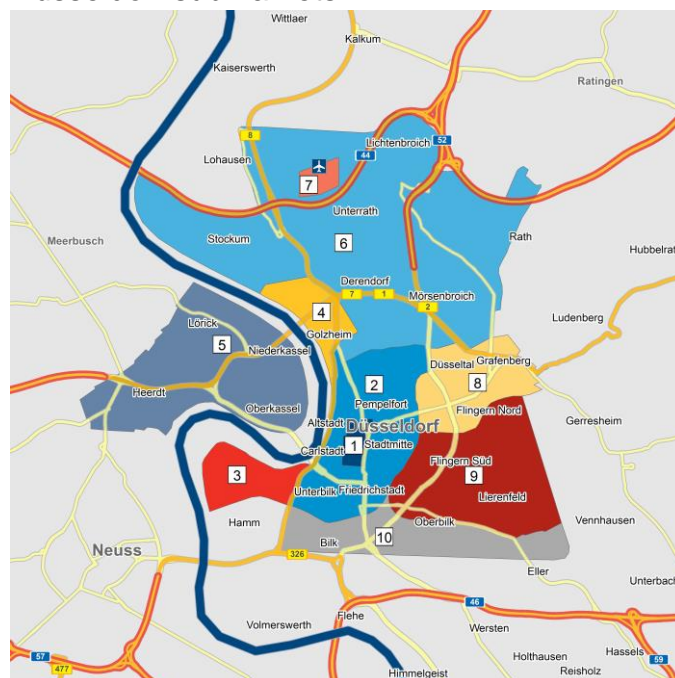 Wittlaer
Kalkum
Kaiserswerth
Ratingen
8
Lichtenbroich
52
Lohausen
44
7
Unterrath
Meerbusch
Stockum
6
Rath
Hubbelrat
Derendorf
7
1
Mörsenbroich
2
4
Lörick
Golzheim
Ludenberg
5
Niederkassel
Düsseltal
Grafenberg
2
8
Heerdt
Pempelfort
Oberkassel
Altstadt
Flingern Nord
Düsseldorf
Gerresheim
1
Stadtmitte
Carlstadt
Flingern Süd
3
9
Unterbilk
Friedrichstadt
Lierenfeld
Hamm
Oberbilk
Vennhausen
10
Bilk
Neuss
326
Eller
Unterbach
46
Flehe
Volmerswerth
Wersten
Hassels
57
Holthausen
59
477
Himmelgeist
Reisholz